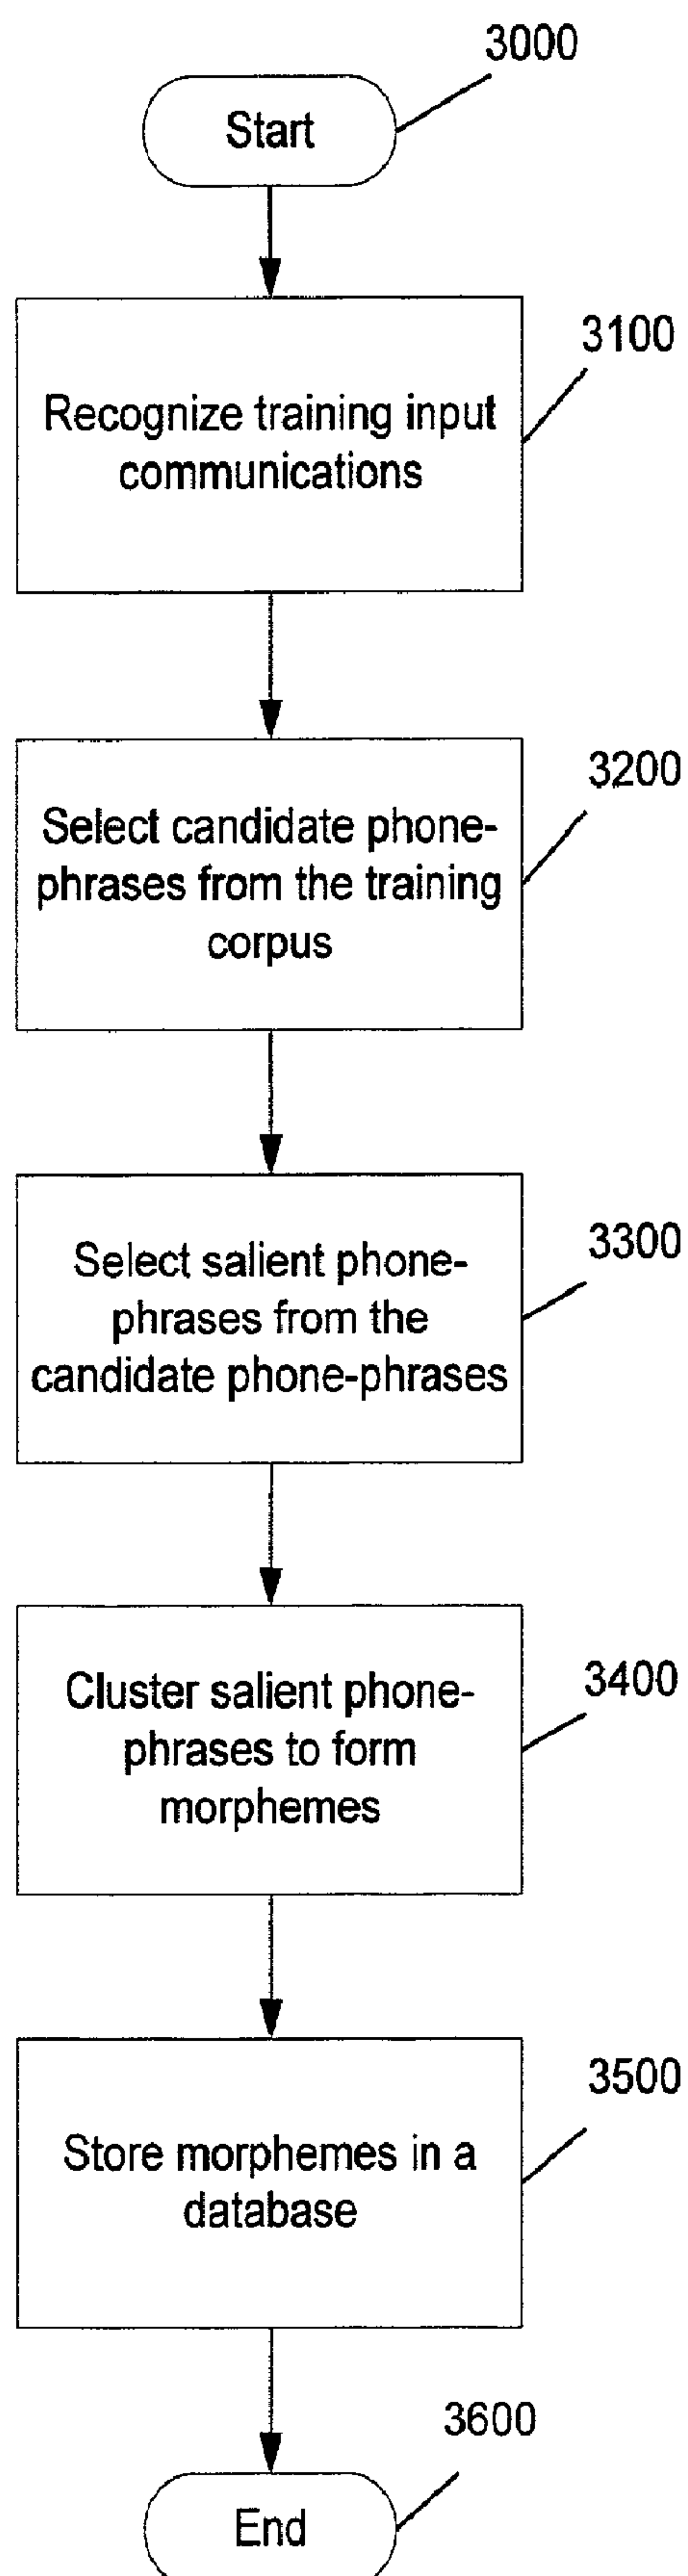 3000
Start
3100
Recognize training input
communications
3200
Select candidate phone-
phrases from the training
corpus
3300
Select salient phone-
phrases from the
candidate phone-phrases
3400
Cluster salient phone-
phrases to form
morphemes
3500
Store morphemes in a
database
3600
End